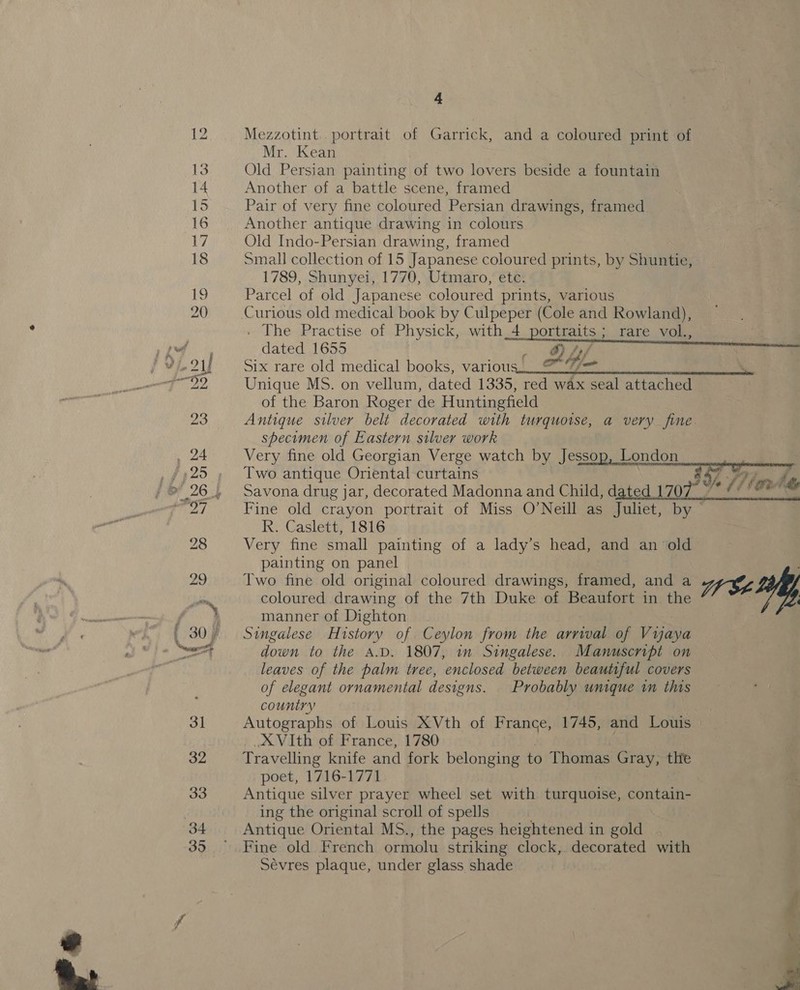 4
12 Mezzotint portrait of Garrick, and a coloured print of
Mr. Kean
13 Old Persian painting of two lovers beside a fountain
14 Another of a battle scene, framed
15 Pair of very fine coloured Persian drawings, framed
16 Another antique drawing in colours
17 Old Indo-Persian drawing, framed
18 Small collection of 15 Japanese coloured prints, by Shuntie,
1789, Shunyei, 1770, Utmaro, etc.
19 Parcel of old Japanese coloured prints, various
20 Curious old medical book by Culpeper (Cole and Rowland),
The Practise of Physick, with 4 portraits ; rare vol.,
dated 1655
21 Six rare old medical books, various
22 Unique MS. on vellum, dated 1335, red wax seal attached
of the Baron Roger de Huntingfield
23 Antique silver belt decorated with turquoise, a very fine
specimen of Eastern silver work
24 Very fine old Georgian Verge watch by Jessop, London
25 Two antique Oriental curtains
26 Savona drug jar, decorated Madonna and Child, dated 1707
27 Fine old crayon portrait of Miss O'Neill as Juliet, by
R. Caslett, 1816
28 Very fine small painting of a lady's head, and an old
painting on panel
29 Two fine old original coloured drawings, framed, and a
coloured drawing of the 7th Duke of Beaufort in the
manner of Dighton
30 Singalese History of Ceylon from the arrival of Vijaya
down to the A.D. 1807, in Singalese. Manuscript on
leaves of the palm tree, enclosed between beautiful covers
of elegant ornamental designs. Probably unique in this
country
31 Autographs of Louis XVth of France, 1745, and Louis
XVIth of France, 1780
32 Travelling knife and fork belonging to Thomas Gray, the
poet, 1716-1771
33 Antique silver prayer wheel set with turquoise, contain-
ing the original scroll of spells
34 Antique Oriental MS., the pages heightened in gold
35 Fine old French ormolu striking clock, decorated with
Sèvres plaque, under glass shade